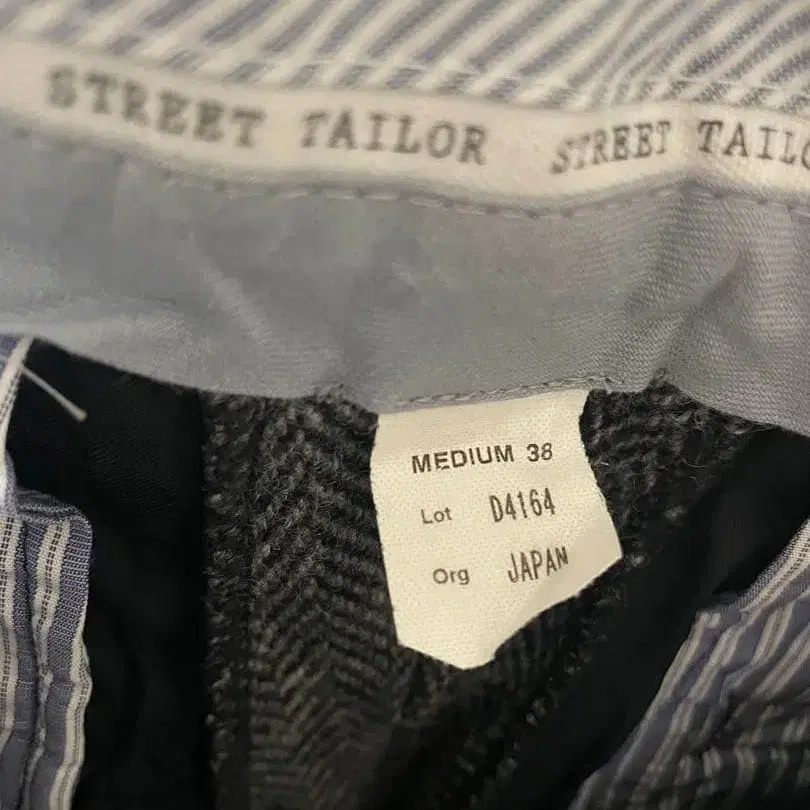 STREET TAILOR STREET TAILO
MEDIUM 38
Lot D4164
Org JAPAN